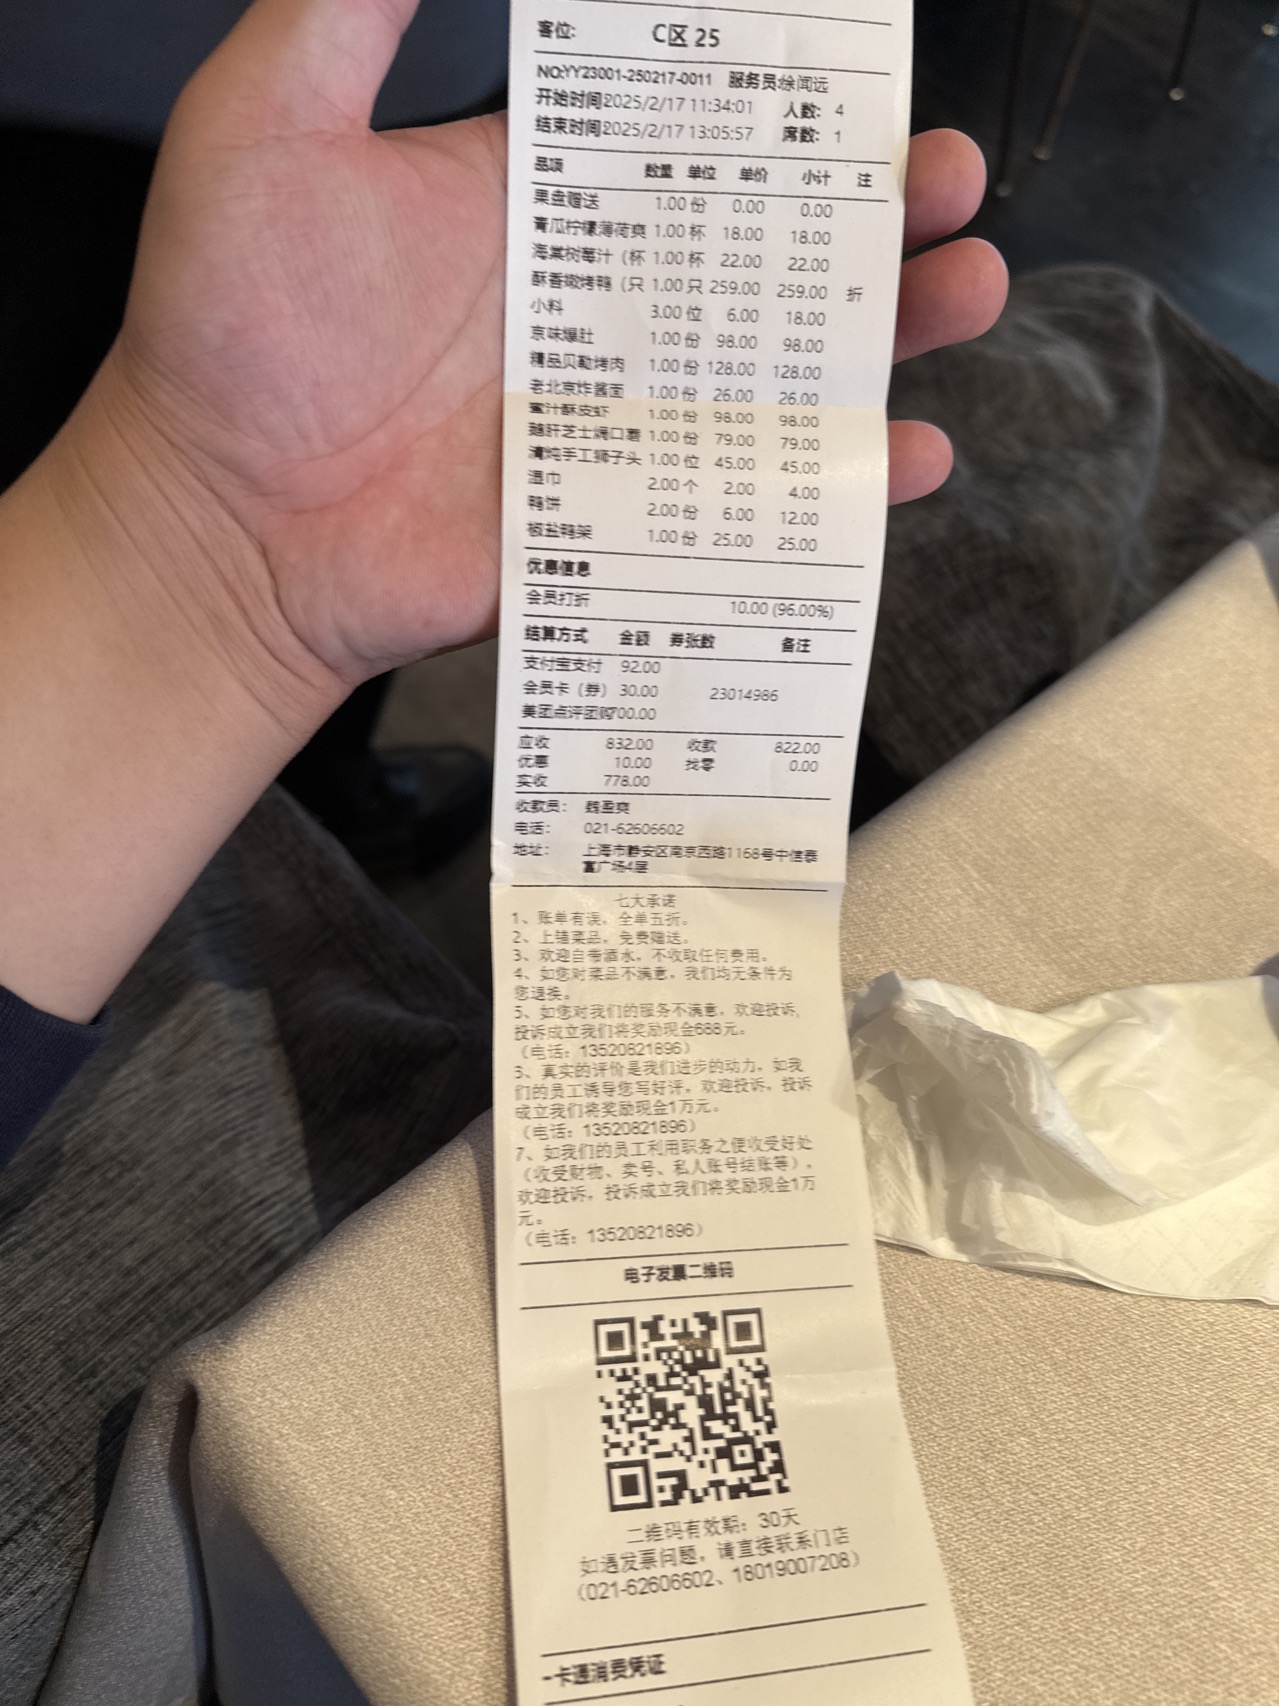 客位: C区 25
NO:YY23001-250217-0011 服务员:徐闻远
开始时间2025/2/17 11:34:01 人数: 4
结束时间2025/2/17 13:05:57 席数: 1
品项 数量 单位 单价 小计 注
果盘赠送 1.00 份 0.00 0.00
青瓜柠檬薄荷爽 1.00 杯 18.00 18.00
海棠树莓汁（杯 1.00 杯 22.00 22.00
酥香嫩烤鸭（只 1.00 只 259.00 259.00 折
小料 3.00 位 6.00 18.00
京味爆肚 1.00 份 98.00 98.00
精品贝勒烤肉 1.00 份 128.00 128.00
老北京炸酱面 1.00 份 26.00 26.00
蜜汁酥皮虾 1.00 份 98.00 98.00
鹅肝芝士焗口蘑 1.00 份 79.00 79.00
清炖手工狮子头 1.00 位 45.00 45.00
湿巾 2.00 个 2.00 4.00
鸭饼 2.00 份 6.00 12.00
椒盐鸭架 1.00 份 25.00 25.00
优惠信息
会员打折 10.00 (96.00%)
结算方式 金额 券张数 备注
支付宝支付 92.00
会员卡（券） 30.00 23014986
美团点评团购700.00
应收 832.00 收款 822.00
优惠 10.00 找零 0.00
实收 778.00
收款员: 魏盈爽
电话: 021-62606602
地址: 上海市静安区南京西路1168号中信泰
富广场4层
七大承诺
1、账单有误，全单五折。
2、上错菜品，免费赠送。
3、欢迎自带酒水，不收取任何费用。
4、如您对菜品不满意，我们均无条件为
您退换。
5、如您对我们的服务不满意，欢迎投诉，
投诉成立我们将奖励现金688元。
（电话：13520821896）
6、真实的评价是我们进步的动力，如我
们的员工诱导您写好评，欢迎投诉，投诉
成立我们将奖励现金1万元。
（电话：13520821896）
7、如我们的员工利用职务之便收受好处
（收受财物、卖号、私人账号结账等），
欢迎投诉，投诉成立我们将奖励现金1万
元。
（电话：13520821896）
电子发票二维码
二维码有效期：30天
如遇发票问题，请直接联系门店
（021-62606602、18019007208）
-卡通消费凭证